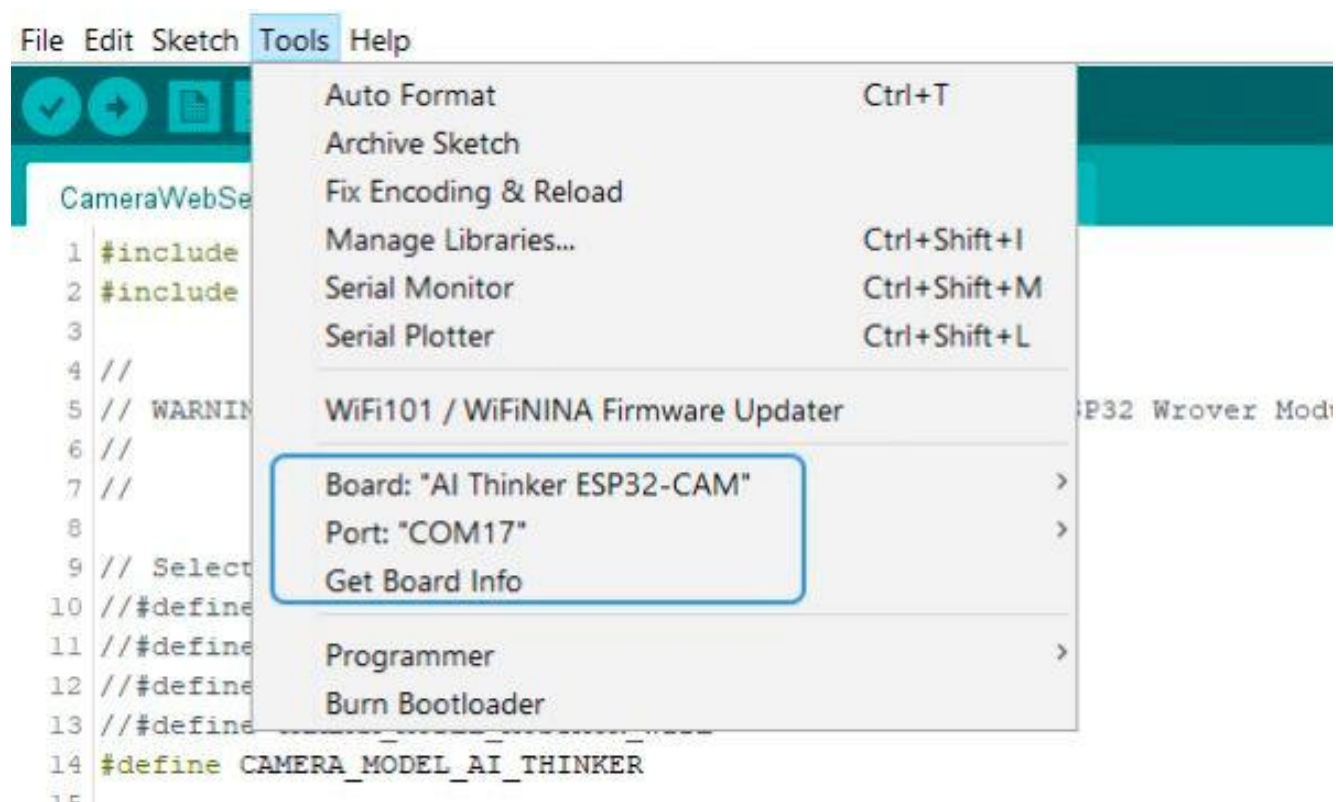 File Edit Sketch Tools Help
Auto Format Ctrl+T
Archive Sketch
Fix Encoding & Reload
Manage Libraries... Ctrl+Shift+I
Serial Monitor Ctrl+Shift+M
Serial Plotter Ctrl+Shift+L
WiFi101 / WiFiNINA Firmware Updater
Board: "AI Thinker ESP32-CAM"
Port: "COM17"
Get Board Info
Programmer
Burn Bootloader
CameraWebSe
1 #include
2 #include
3
4 //
5 // WARNIN SP32 Wrover Modu
6 //
7 //
8
9 // Select
10 //#define
11 //#define
12 //#define
13 //#define
14 #define CAMERA_MODEL_AI_THINKER
15